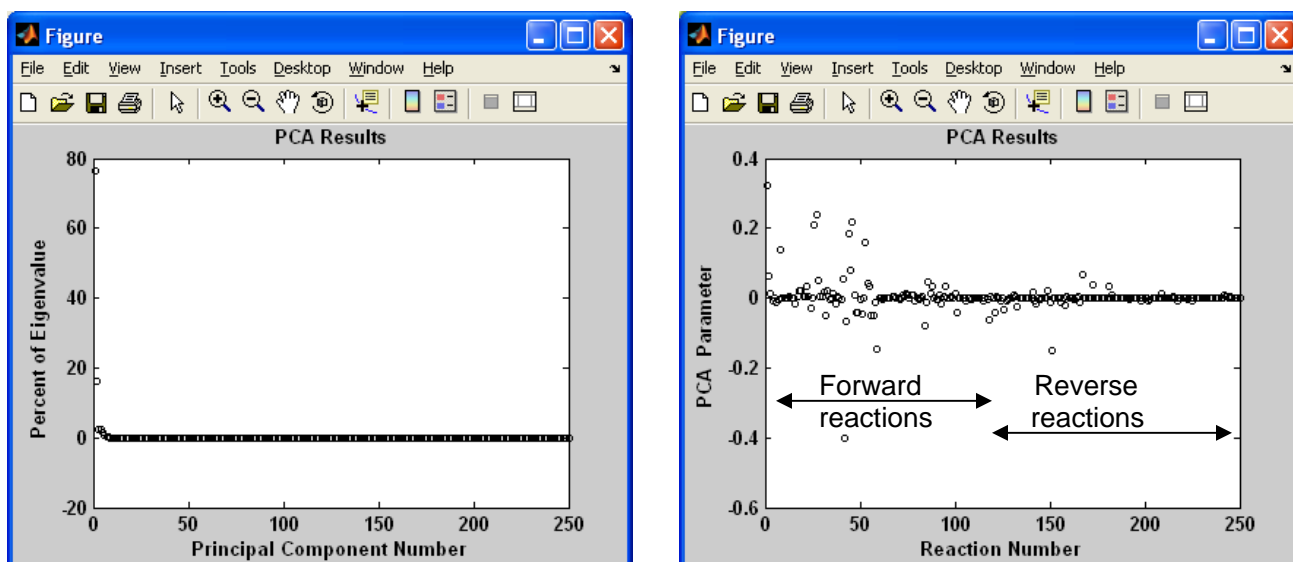 Figure
File Edit View Insert Tools Desktop Window Help
PCA Results
80
60
40
20
0
-20
Percent of Eigenvalue
0 50 100 150 200 250
Principal Component Number
Figure
File Edit View Insert Tools Desktop Window Help
PCA Results
0.4
0.2
0
-0.2
-0.4
-0.6
PCA Parameter
Forward
reactions
Reverse
reactions
0 50 100 150 200 250
Reaction Number